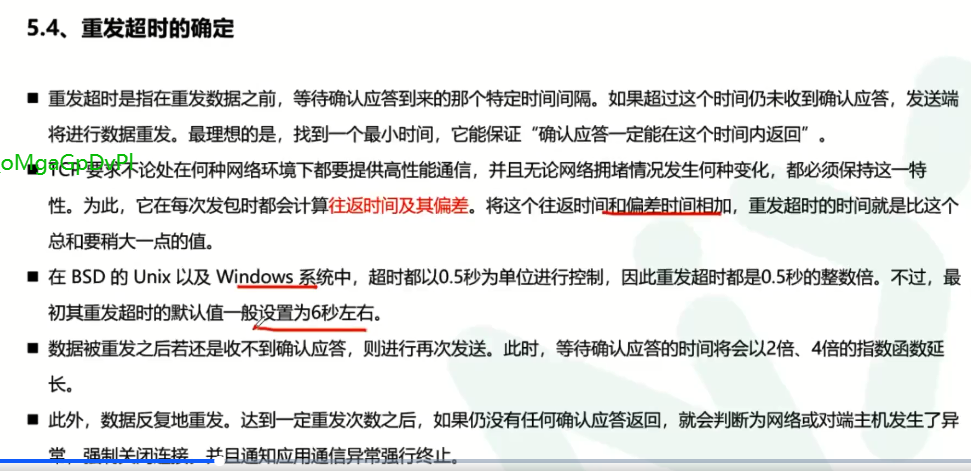 5.4、重发超时的确定
■ 重发超时是指在重发数据之前，等待确认应答到来的那个特定时间间隔。如果超过这个时间仍未收到确认应答，发送端
将进行数据重发。最理想的是，找到一个最小时间，它能保证“确认应答一定能在这个时间内返回”。
oMgaGpDvPl
■ TCP 要求不论处在何种网络环境下都要提供高性能通信，并且无论网络拥堵情况发生何种变化，都必须保持这一特
性。为此，它在每次发包时都会计算往返时间及其偏差。将这个往返时间和偏差时间相加，重发超时的时间就是比这个
总和要稍大一点的值。
■ 在 BSD 的 Unix 以及 Windows 系统中，超时都以0.5秒为单位进行控制，因此重发超时都是0.5秒的整数倍。不过，最
初其重发超时的默认值一般设置为6秒左右。
■ 数据被重发之后若还是收不到确认应答，则进行再次发送。此时，等待确认应答的时间将会以2倍、4倍的指数函数延
长。
■ 此外，数据反复地重发。达到一定重发次数之后，如果仍没有任何确认应答返回，就会判断为网络或对端主机发生了异
常，强制关闭连接。并且通知应用通信异常强行终止。